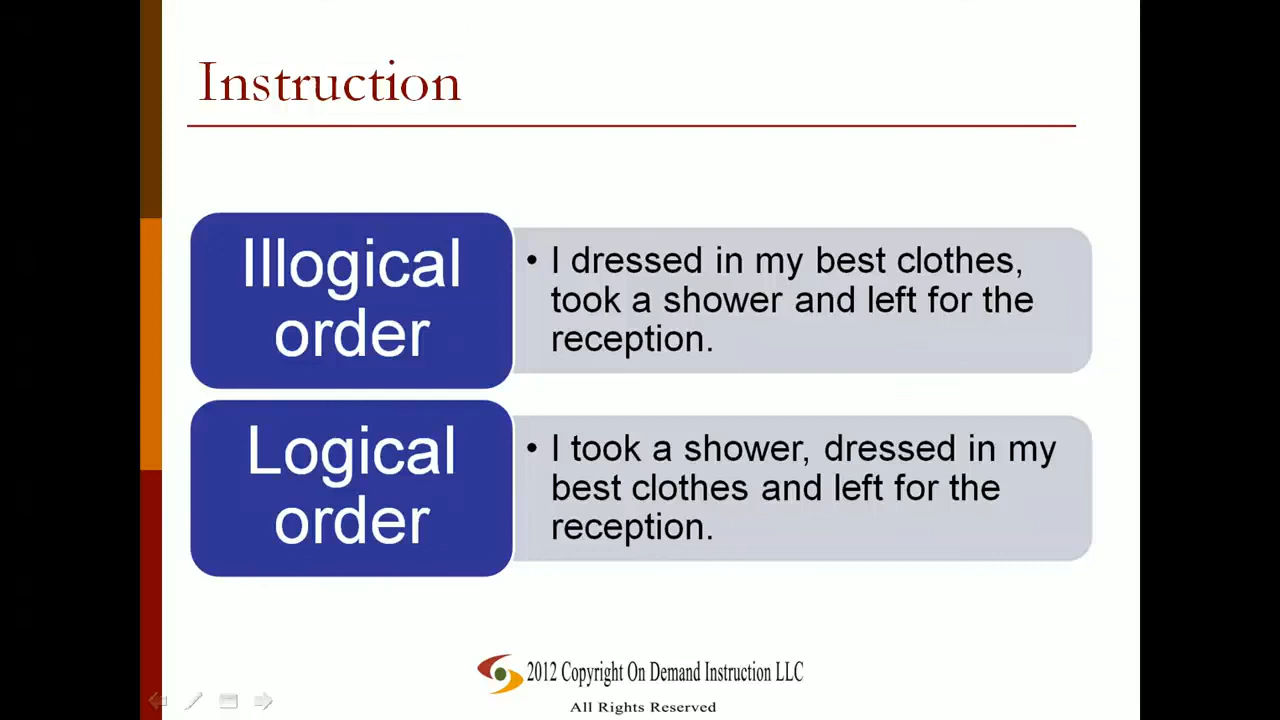 Instruction
Illogical
order
• I dressed in my best clothes,
took a shower and left for the
reception.
Logical
order
• I took a shower, dressed in my
best clothes and left for the
reception.
2012 Copyright On Demand Instruction LLC
All Rights Reserved